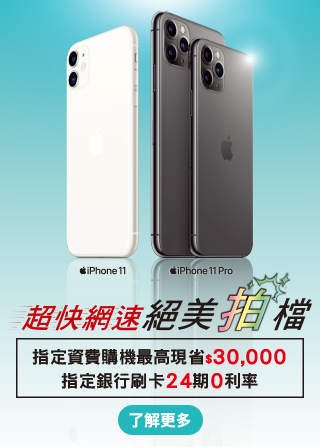 iPhone 11
iPhone 11 Pro
超快網速絕美拍檔
指定資費購機最高現省$30,000
指定銀行刷卡24期0利率
了解更多